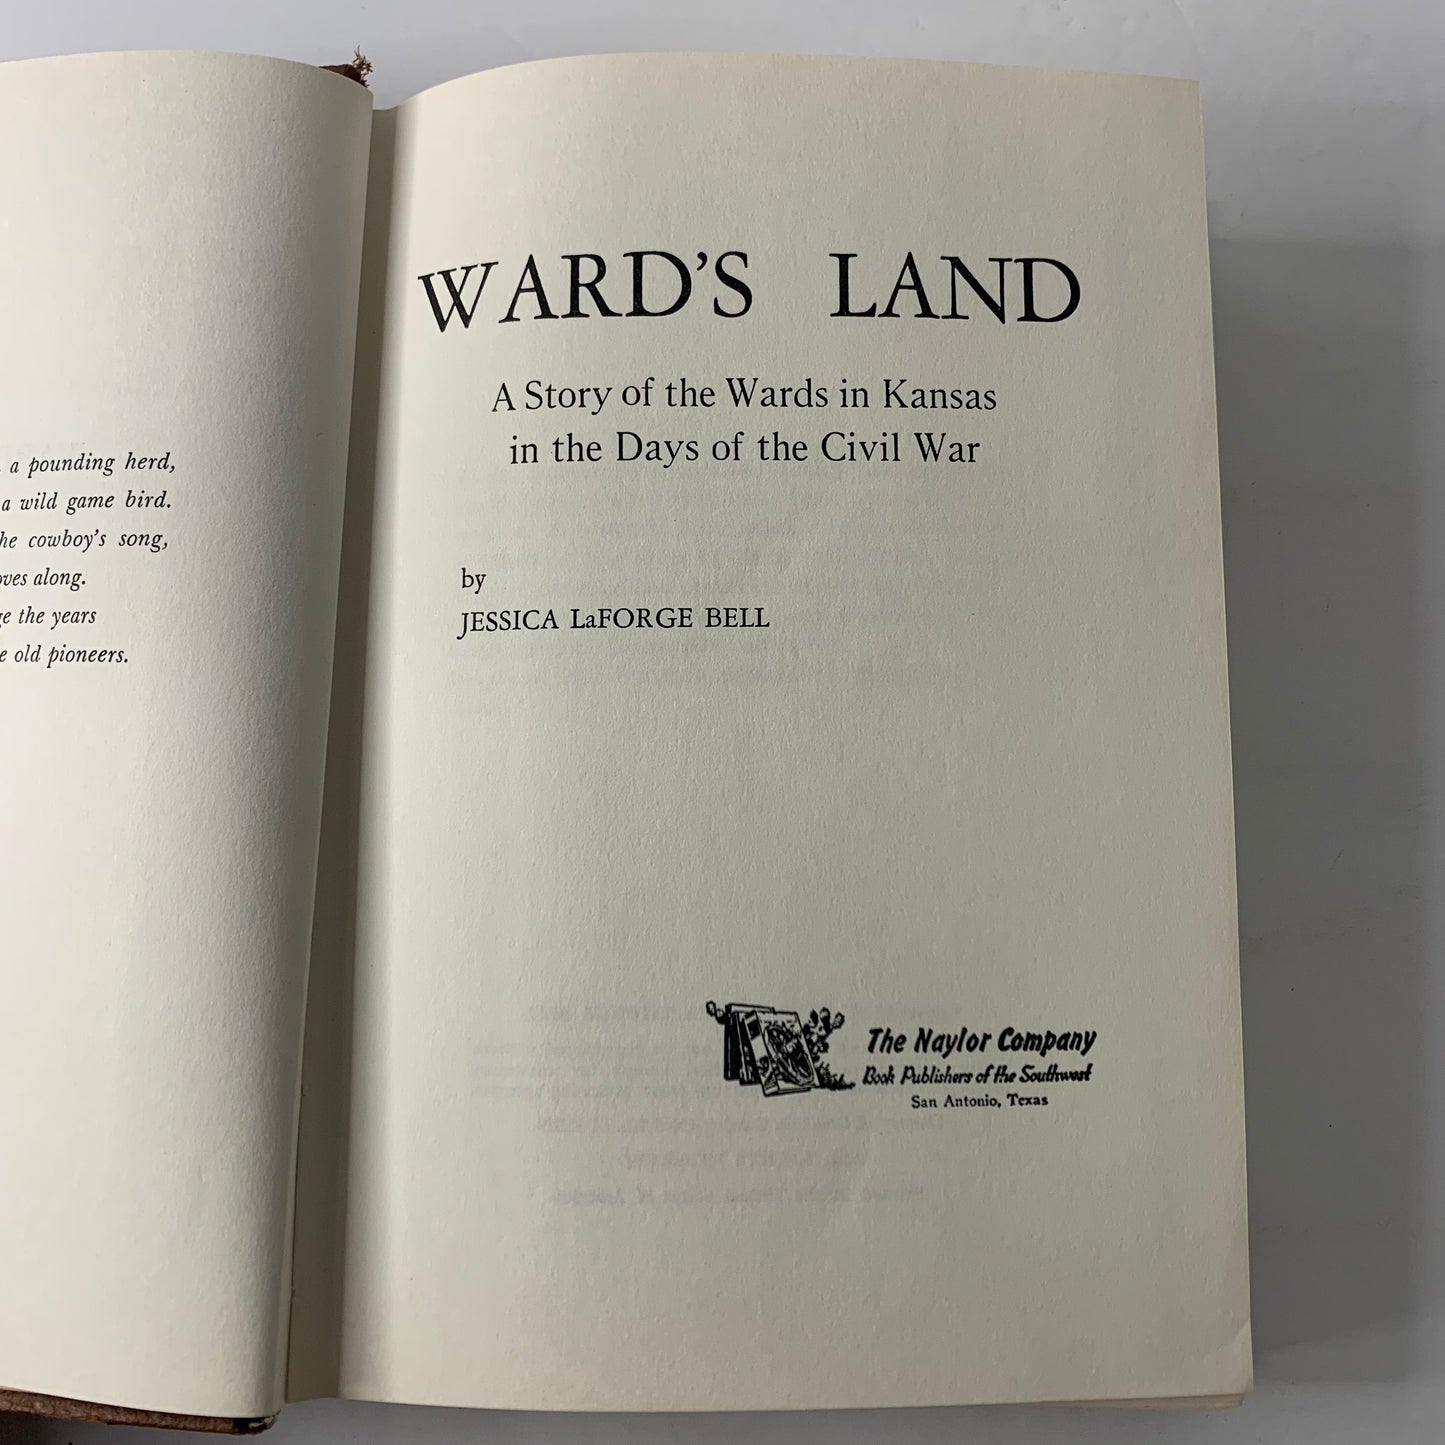 a pounding herd,
a wild game bird.
he cowboy's song,
oves along.
ge the years
e old pioneers.
WARD'S LAND
A Story of the Wards in Kansas
in the Days of the Civil War
by
JESSICA LaFORGE BELL
The Naylor Company
Book Publishers of the Southwest
San Antonio, Texas